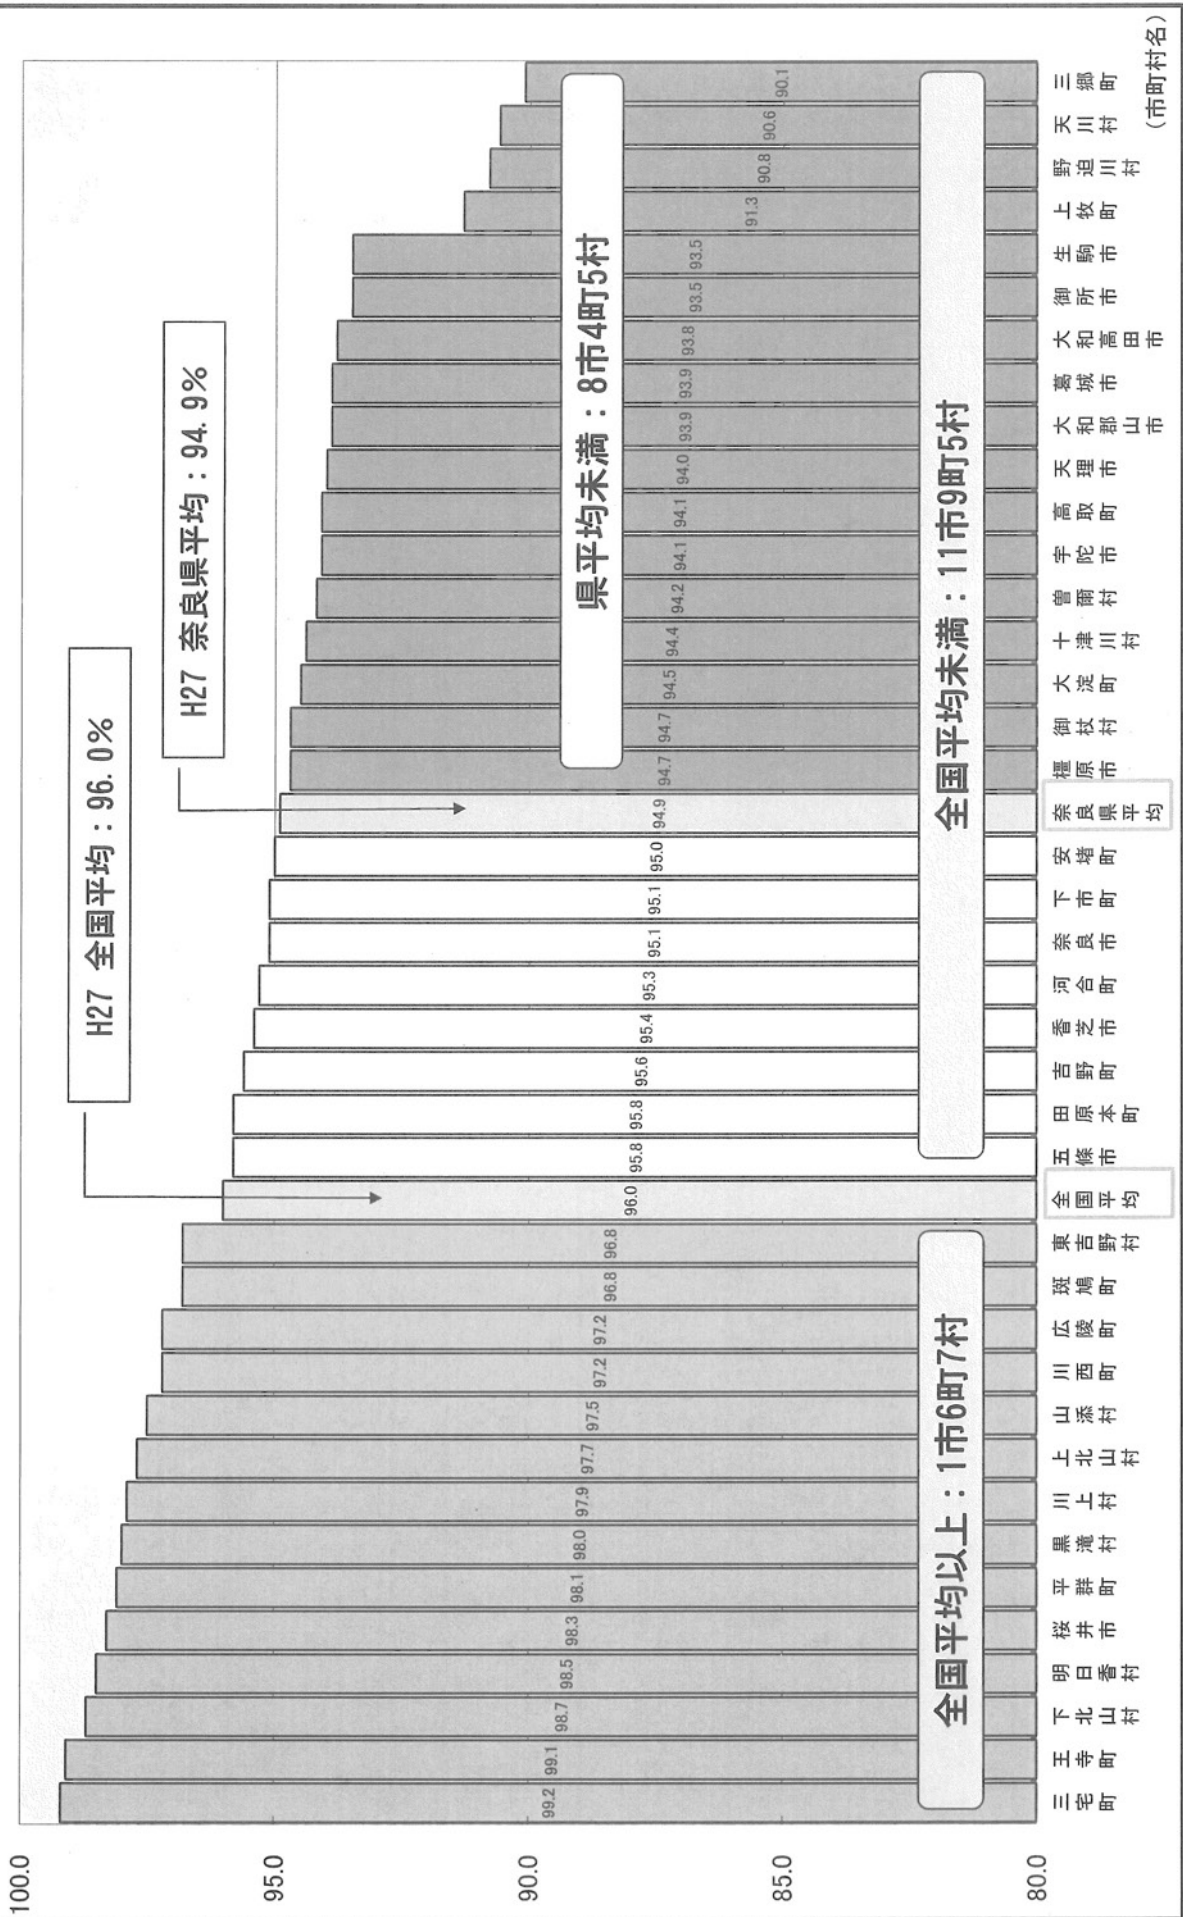 100.0
95.0
90.0
85.0
80.0
H27 全国平均：96.0%
H27 奈良県平均：94.9%
県平均未満：8市4町5村
全国平均未満：11市9町5村
全国平均以上：1市6町7村
99.2
99.1
98.7
98.5
98.3
98.1
98.0
97.9
97.7
97.5
97.2
97.2
96.8
96.8
96.0
95.8
95.8
95.6
95.4
95.3
95.1
95.1
95.0
94.9
94.7
94.7
94.5
94.4
94.2
94.1
94.1
94.0
93.9
93.9
93.8
93.5
93.5
91.3
90.8
90.6
90.1
三宅町
王寺町
下北山村
明日香村
桜井市
平群町
黒滝村
川上村
上北山村
山添村
川西町
広陵町
斑鳩町
東吉野村
全国平均
五條市
田原本町
吉野町
香芝市
河合町
奈良市
下市町
安堵町
奈良県平均
橿原市
御杖村
大淀町
十津川村
曽爾村
宇陀市
高取町
天理市
大和郡山市
葛城市
大和高田市
御所市
生駒市
上牧町
野迫川村
天川村
三郷町
(市町村名)